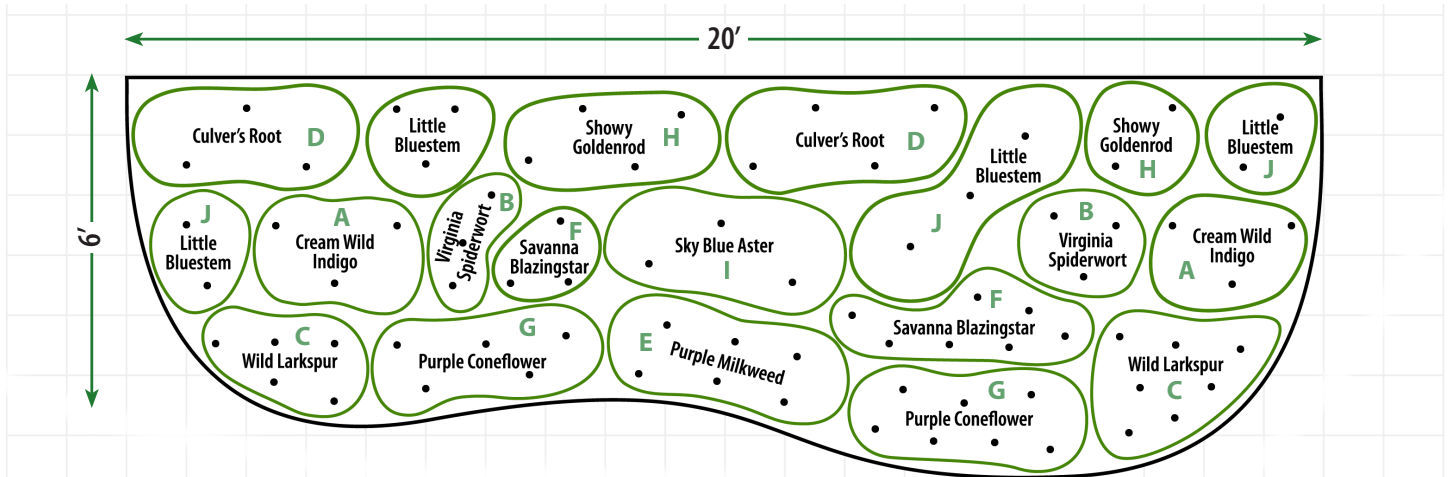 20′
6′
Culver's Root
D
Little
Bluestem
Showy
Goldenrod
H
Culver's Root
D
Little
Bluestem
J
Showy
Goldenrod
H
Little
Bluestem
J
J
Little
Bluestem
A
Cream Wild
Indigo
B
Virginia
Spiderwort
F
Savanna
Blazingstar
Sky Blue Aster
I
B
Virginia
Spiderwort
Cream Wild
Indigo
A
C
Wild Larkspur
G
Purple Coneflower
E
Purple Milkweed
F
Savanna Blazingstar
G
Purple Coneflower
Wild Larkspur
C